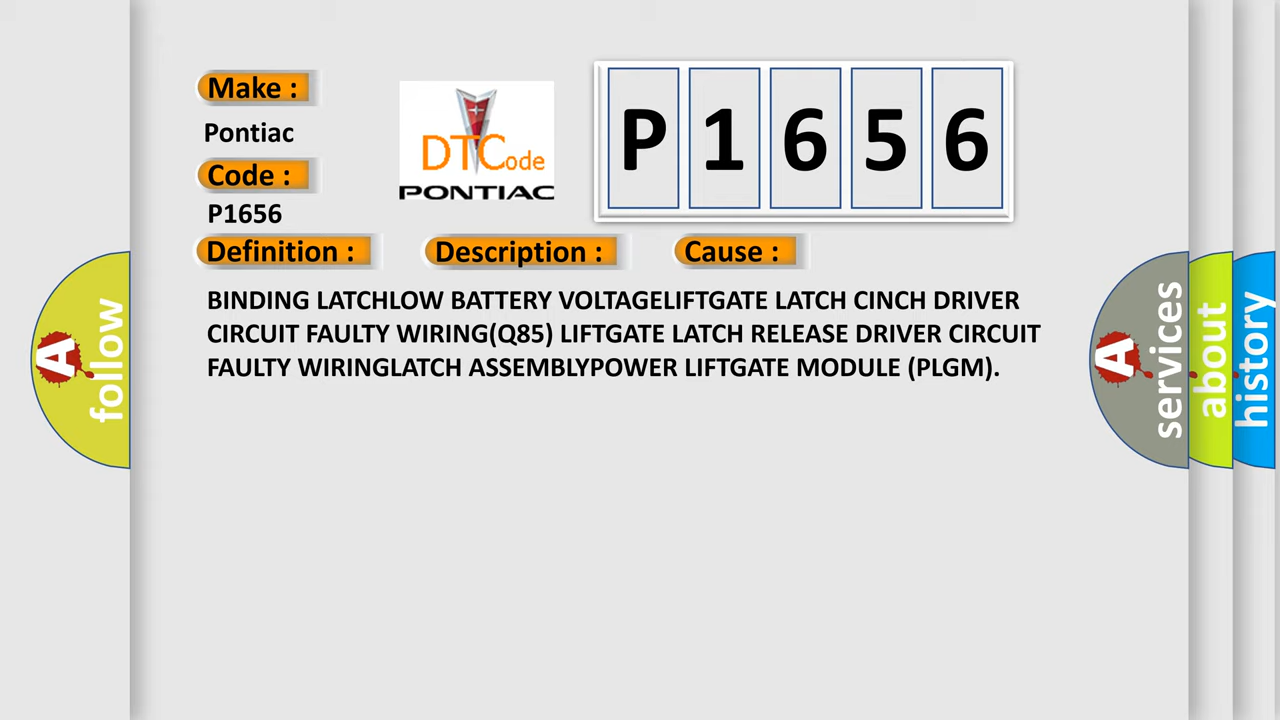 Make :
Pontiac
Code :
P1656
DTCode
PONTIAC
P 1 6 5 6
Definition :
Description :
Cause :
BINDING LATCHLOW BATTERY VOLTAGELIFTGATE LATCH CINCH DRIVER
CIRCUIT FAULTY WIRING(Q85) LIFTGATE LATCH RELEASE DRIVER CIRCUIT
FAULTY WIRINGLATCH ASSEMBLYPOWER LIFTGATE MODULE (PLGM).
A follow
A services
about
history